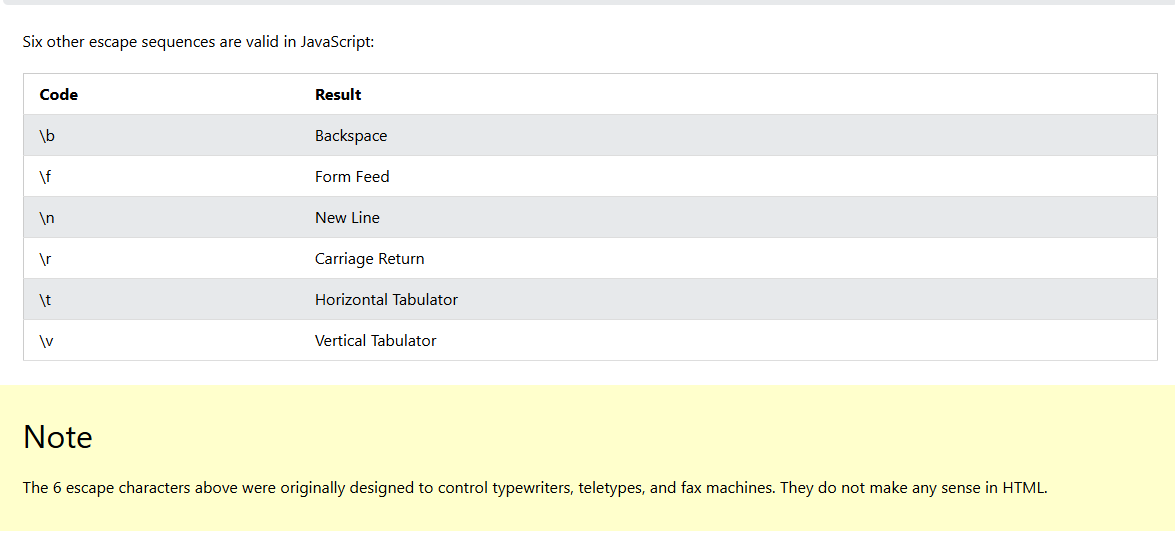 Six other escape sequences are valid in JavaScript:
Code Result
\b Backspace
\f Form Feed
\n New Line
\r Carriage Return
\t Horizontal Tabulator
\v Vertical Tabulator
Note
The 6 escape characters above were originally designed to control typewriters, teletypes, and fax machines. They do not make any sense in HTML.